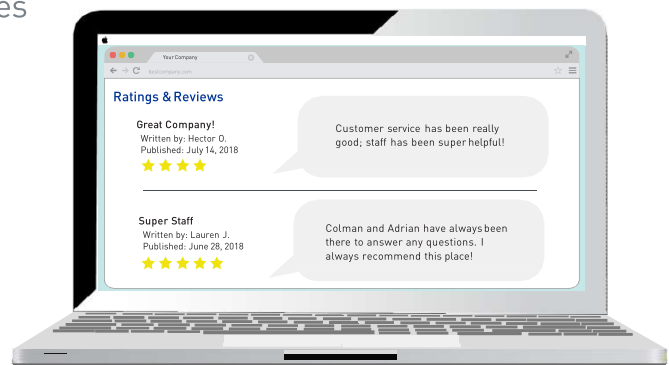 es
Your Company
bestcompany.com
Ratings & Reviews
Great Company!
Written by: Hector O.
Published: July 14, 2018
Customer service has been really
good; staff has been super helpful!
Super Staff
Written by: Lauren J.
Published: June 28, 2018
Colman and Adrian have always been
there to answer any questions. I
always recommend this place!